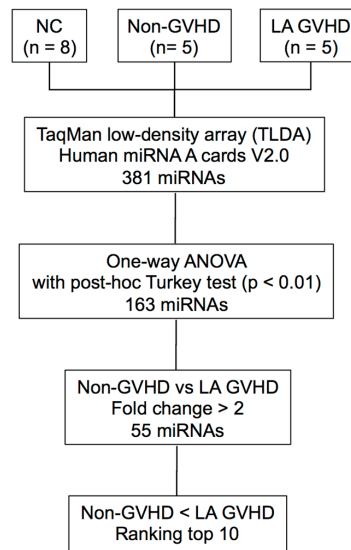 NC
(n = 8)
Non-GVHD
(n= 5)
LA GVHD
(n = 5)
TaqMan low-density array (TLDA)
Human miRNA A cards V2.0
381 miRNAs
One-way ANOVA
with post-hoc Turkey test (p < 0.01)
163 miRNAs
Non-GVHD vs LA GVHD
Fold change > 2
55 miRNAs
Non-GVHD < LA GVHD
Ranking top 10